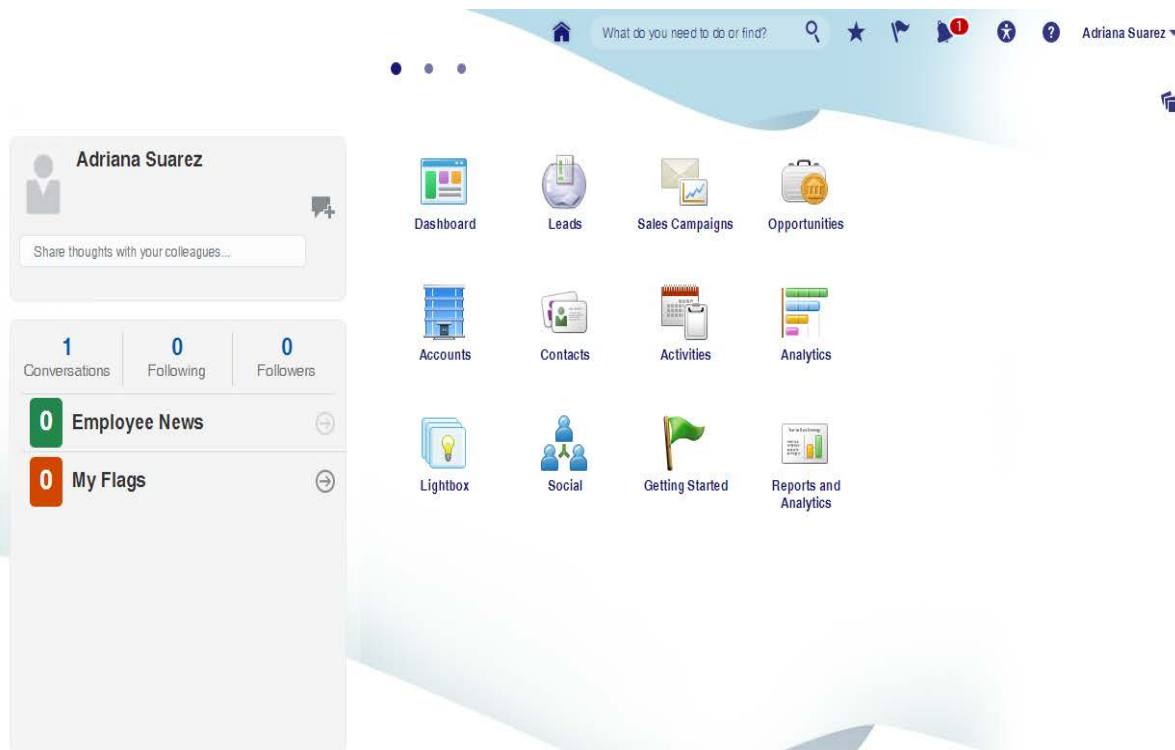 What do you need to do or find?
1
Adriana Suarez
Adriana Suarez
Share thoughts with your colleagues...
1
Conversations
0
Following
0
Followers
0 Employee News
0 My Flags
Dashboard
Leads
Sales Campaigns
Opportunities
Accounts
Contacts
Activities
Analytics
Lightbox
Social
Getting Started
Reports and
Analytics